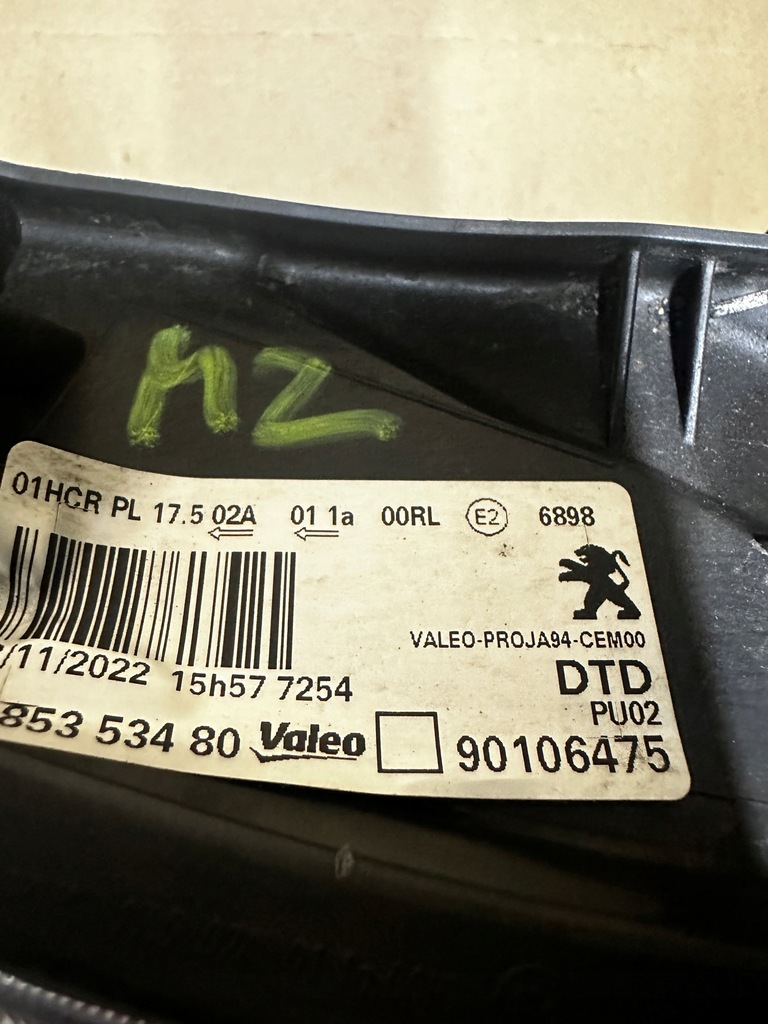 MZ
01HCR PL 17.5 02A 01 1a 00RL E2 6898
VALEO-PROJA94-CEM00
/11/2022 15h57 7254
DTD
PU02
853 534 80 Valeo 90106475